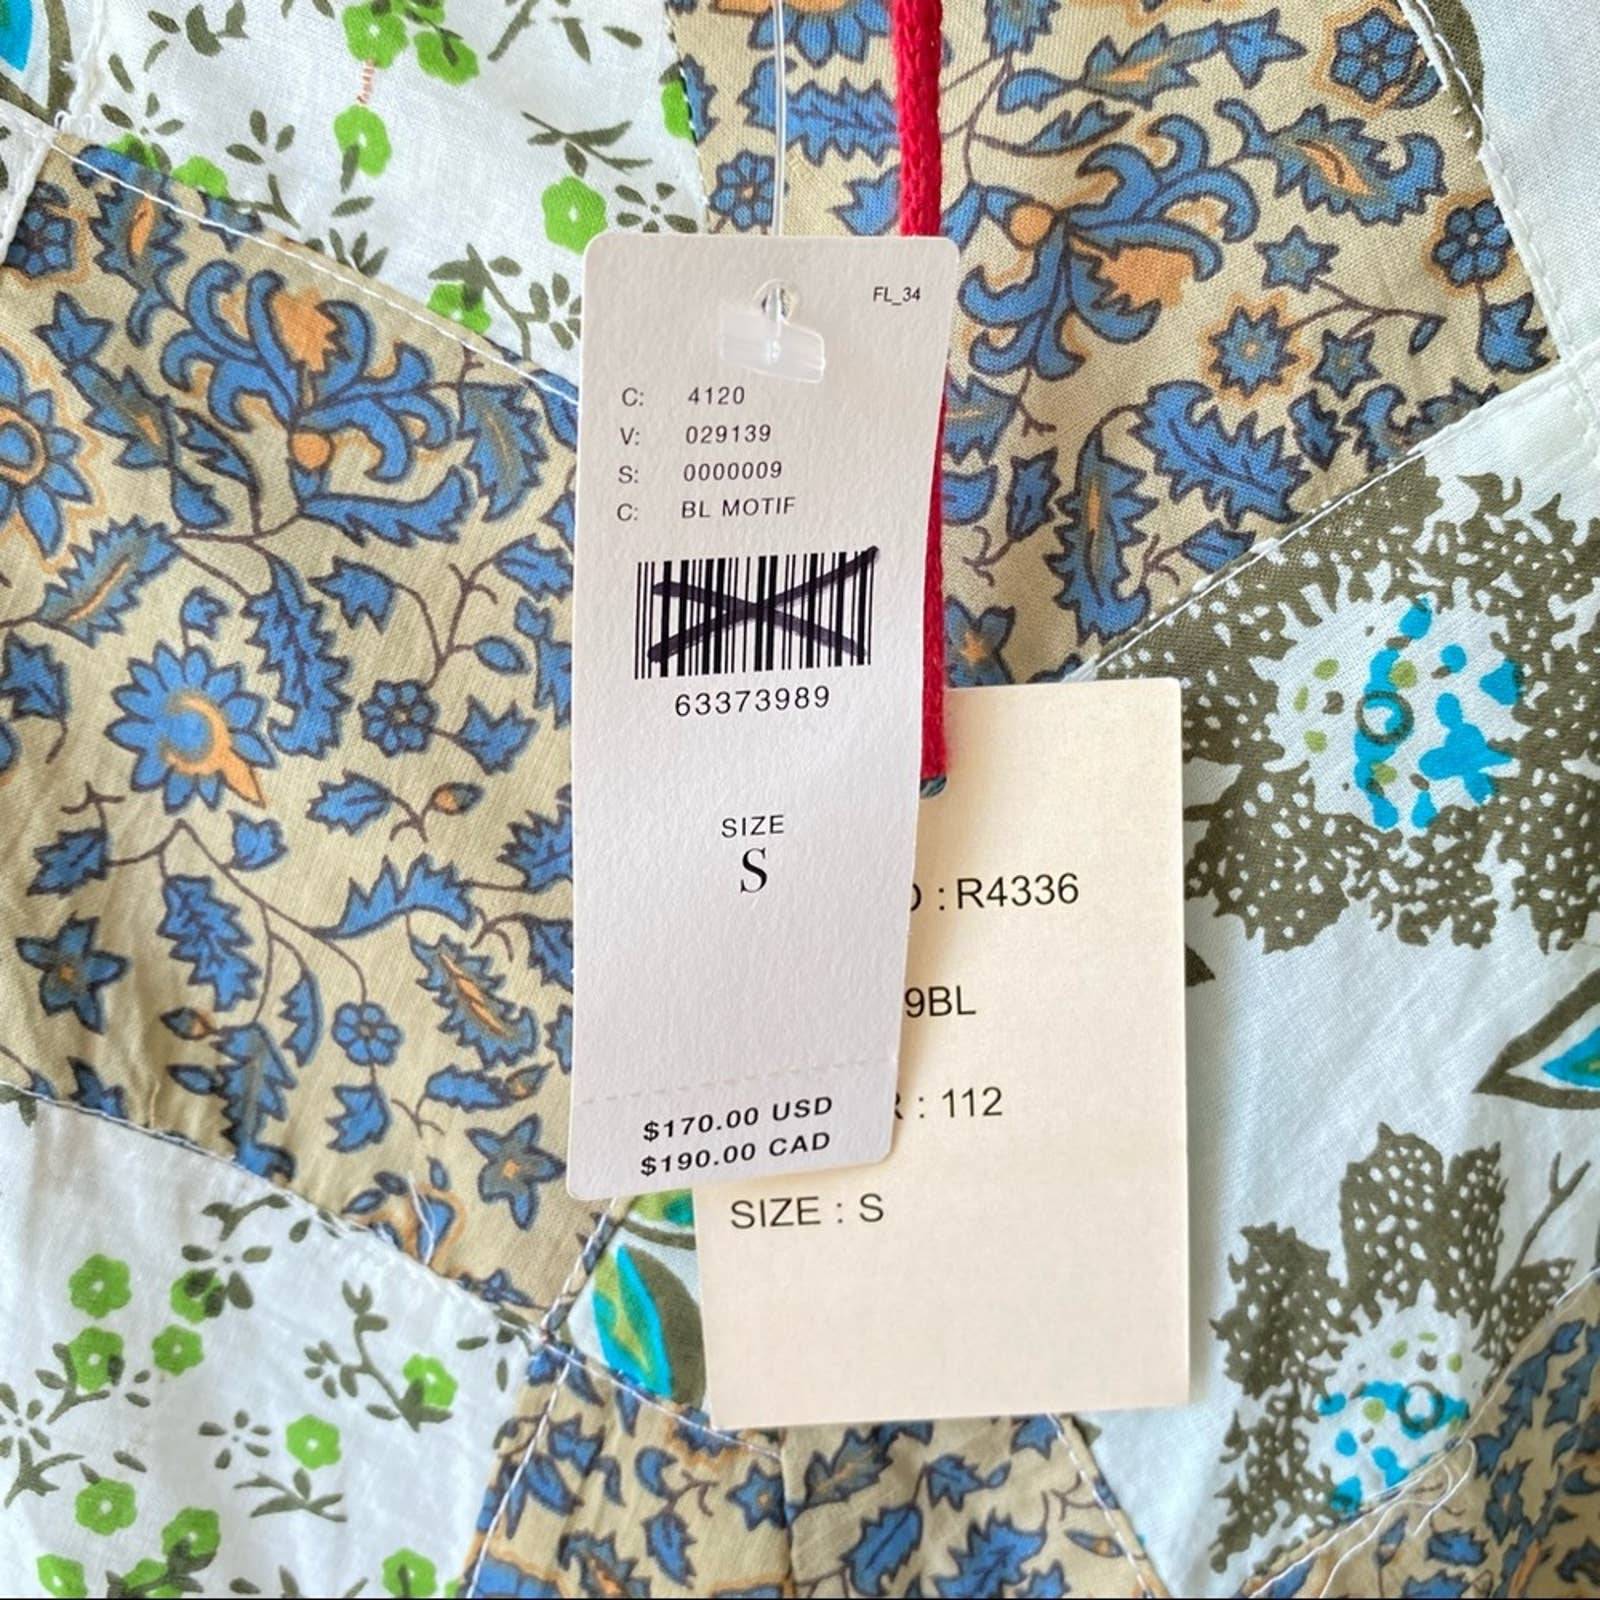 FL_34
C: 4120
V: 029139
S: 0000009
C: BL MOTIF
63373989
SIZE
S
$170.00 USD
$190.00 CAD
: R4336
9BL
: 112
SIZE : S